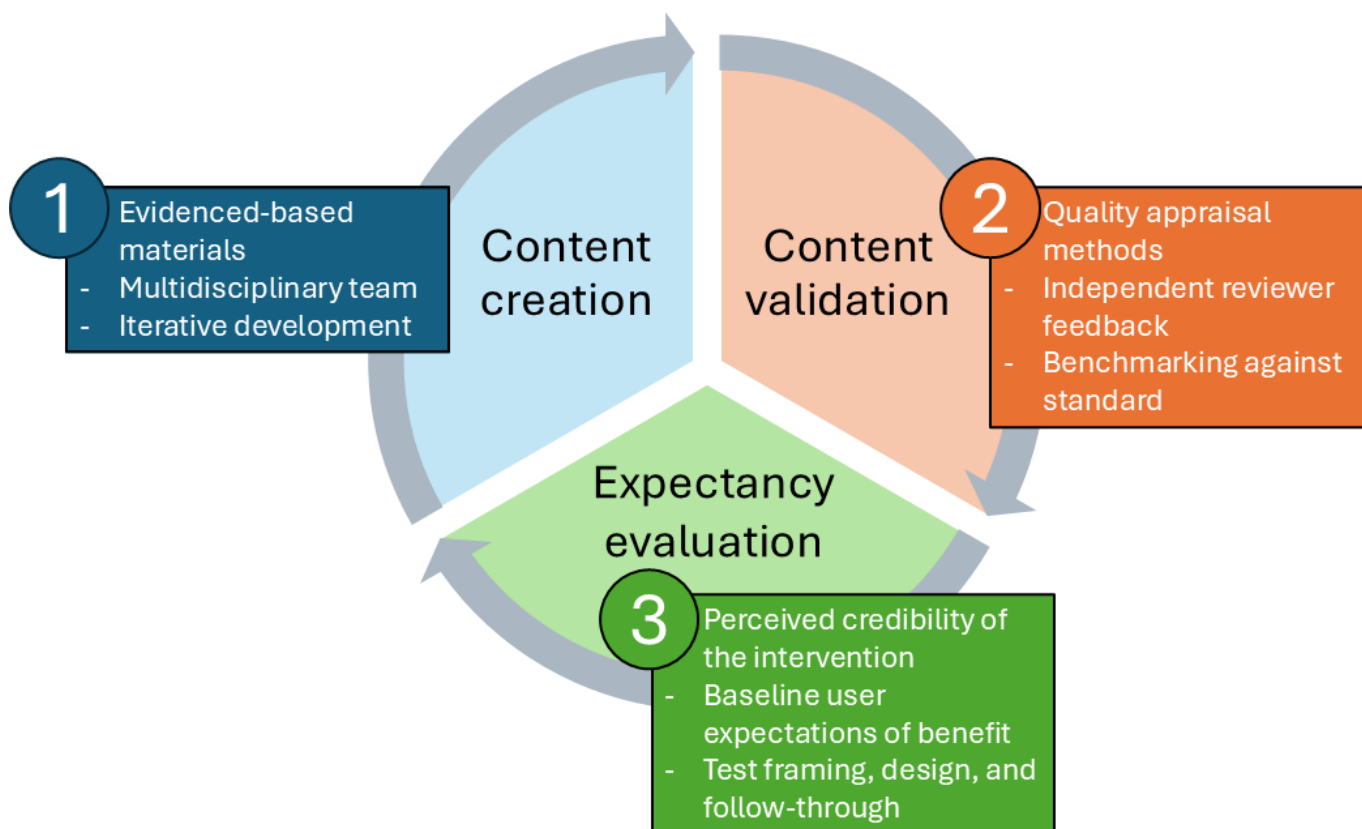 1
Evidenced-based
materials
- Multidisciplinary team
- Iterative development
Content
creation
Content
validation
2
Quality appraisal
methods
- Independent reviewer
feedback
- Benchmarking against
standard
Expectancy
evaluation
3
Perceived credibility of
the intervention
- Baseline user
expectations of benefit
- Test framing, design, and
follow-through